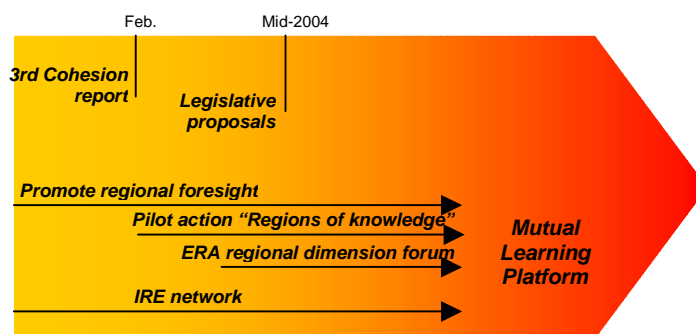 Feb.
Mid-2004
3rd Cohesion
report
Legislative
proposals
Promote regional foresight
Pilot action “Regions of knowledge”
ERA regional dimension forum
IRE network
Mutual
Learning
Platform